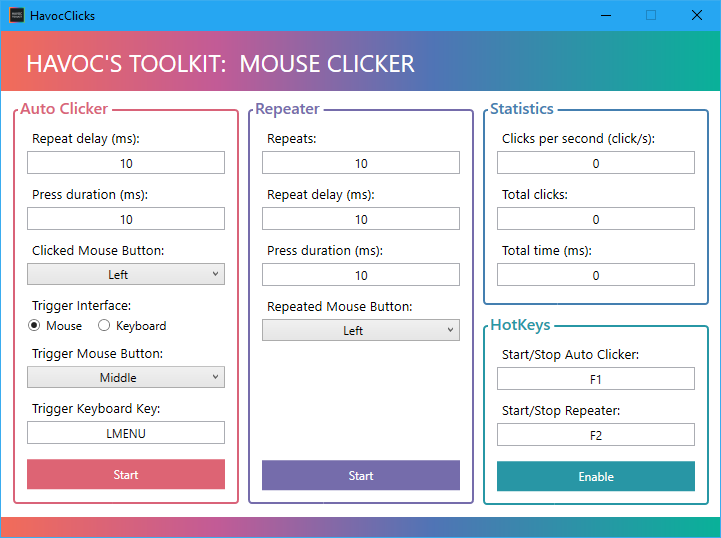 HavocClicks
HAVOC'S TOOLKIT:  MOUSE CLICKER
Auto Clicker
Repeat delay (ms):
10
Press duration (ms):
10
Clicked Mouse Button:
Left
Trigger Interface:
Mouse Keyboard
Trigger Mouse Button:
Middle
Trigger Keyboard Key:
LMENU
Start
Repeater
Repeats:
10
Repeat delay (ms):
10
Press duration (ms):
10
Repeated Mouse Button:
Left
Start
Statistics
Clicks per second (click/s):
0
Total clicks:
0
Total time (ms):
0
HotKeys
Start/Stop Auto Clicker:
F1
Start/Stop Repeater:
F2
Enable